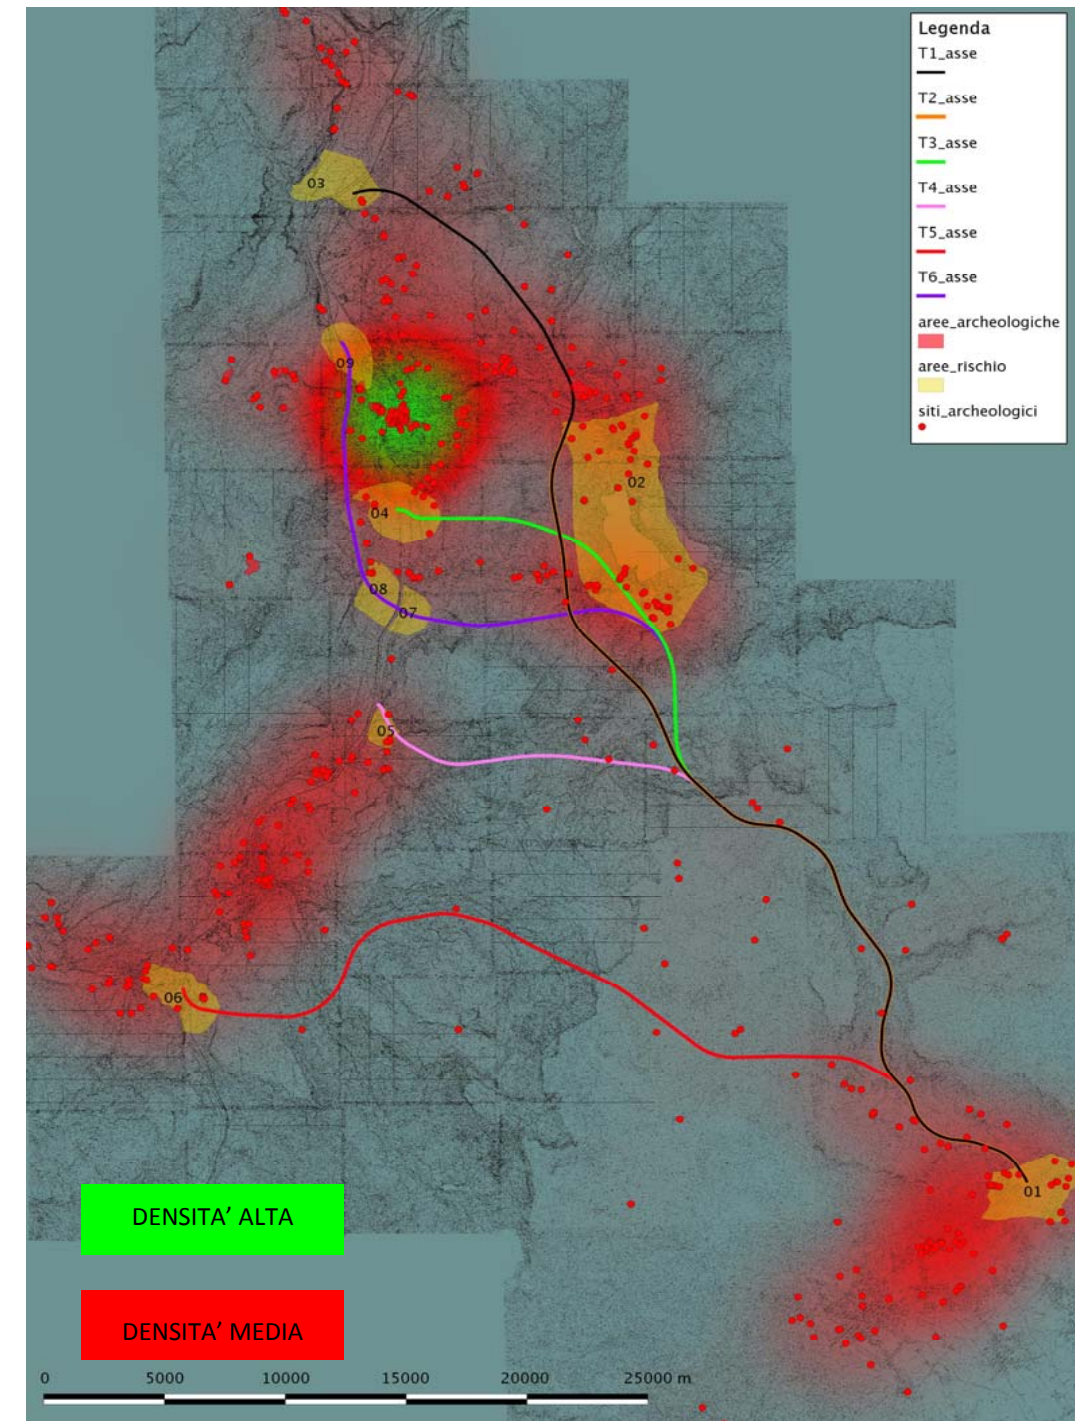 Legenda
T1_asse
T2_asse
T3_asse
T4_asse
T5_asse
T6_asse
aree_archeologiche
aree_rischio
siti_archeologici
03
09
02
04
08
07
05
06
01
DENSITA’ ALTA
DENSITA’ MEDIA
0 5000 10000 15000 20000 25000 m